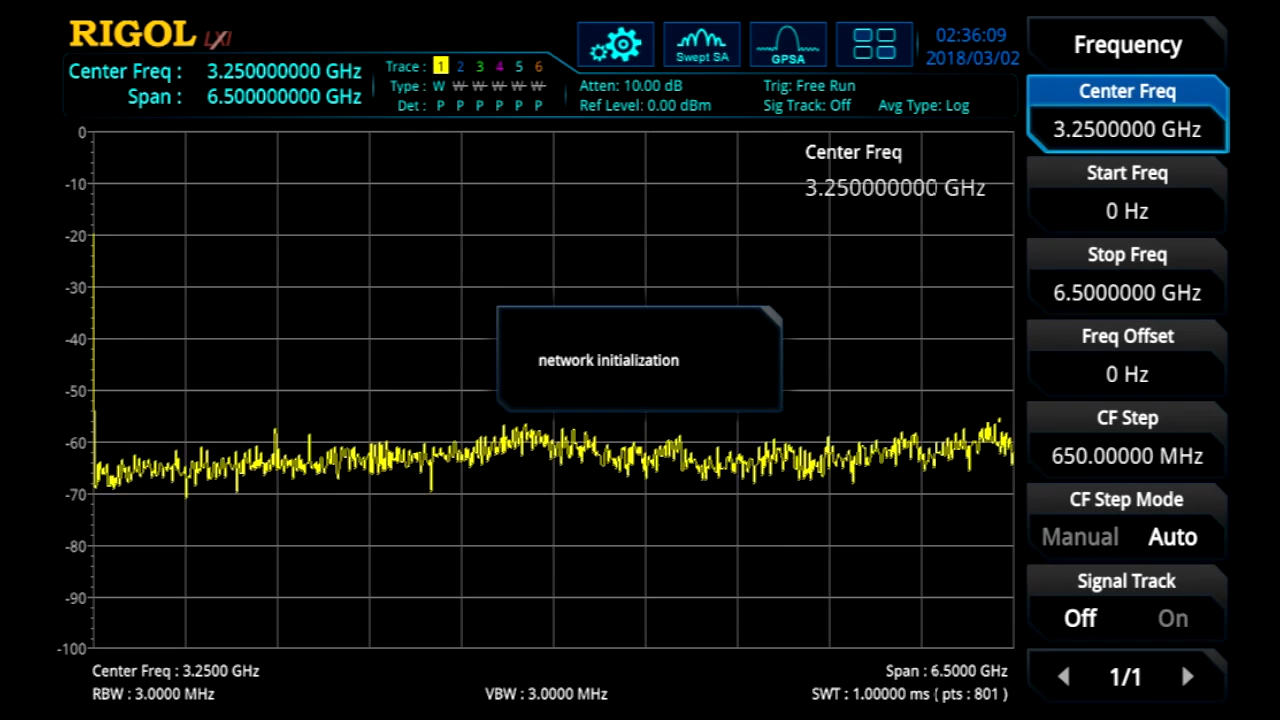 RIGOL LXI
Center Freq : 3.250000000 GHz
Span : 6.500000000 GHz
Trace : 1 2 3 4 5 6
Type : W W W W W W
Det : P P P P P P
Swept SA
GPSA
02:36:09
2018/03/02
Atten: 10.00 dB
Ref Level: 0.00 dBm
Trig: Free Run
Sig Track: Off
Avg Type: Log
0
-10
-20
-30
-40
-50
-60
-70
-80
-90
-100
Center Freq
3.250000000 GHz
network initialization
Center Freq : 3.2500 GHz
Span : 6.5000 GHz
RBW : 3.0000 MHz
VBW : 3.0000 MHz
SWT : 1.00000 ms ( pts : 801 )
Frequency
Center Freq
3.2500000 GHz
Start Freq
0 Hz
Stop Freq
6.5000000 GHz
Freq Offset
0 Hz
CF Step
650.00000 MHz
CF Step Mode
Manual Auto
Signal Track
Off On
1/1